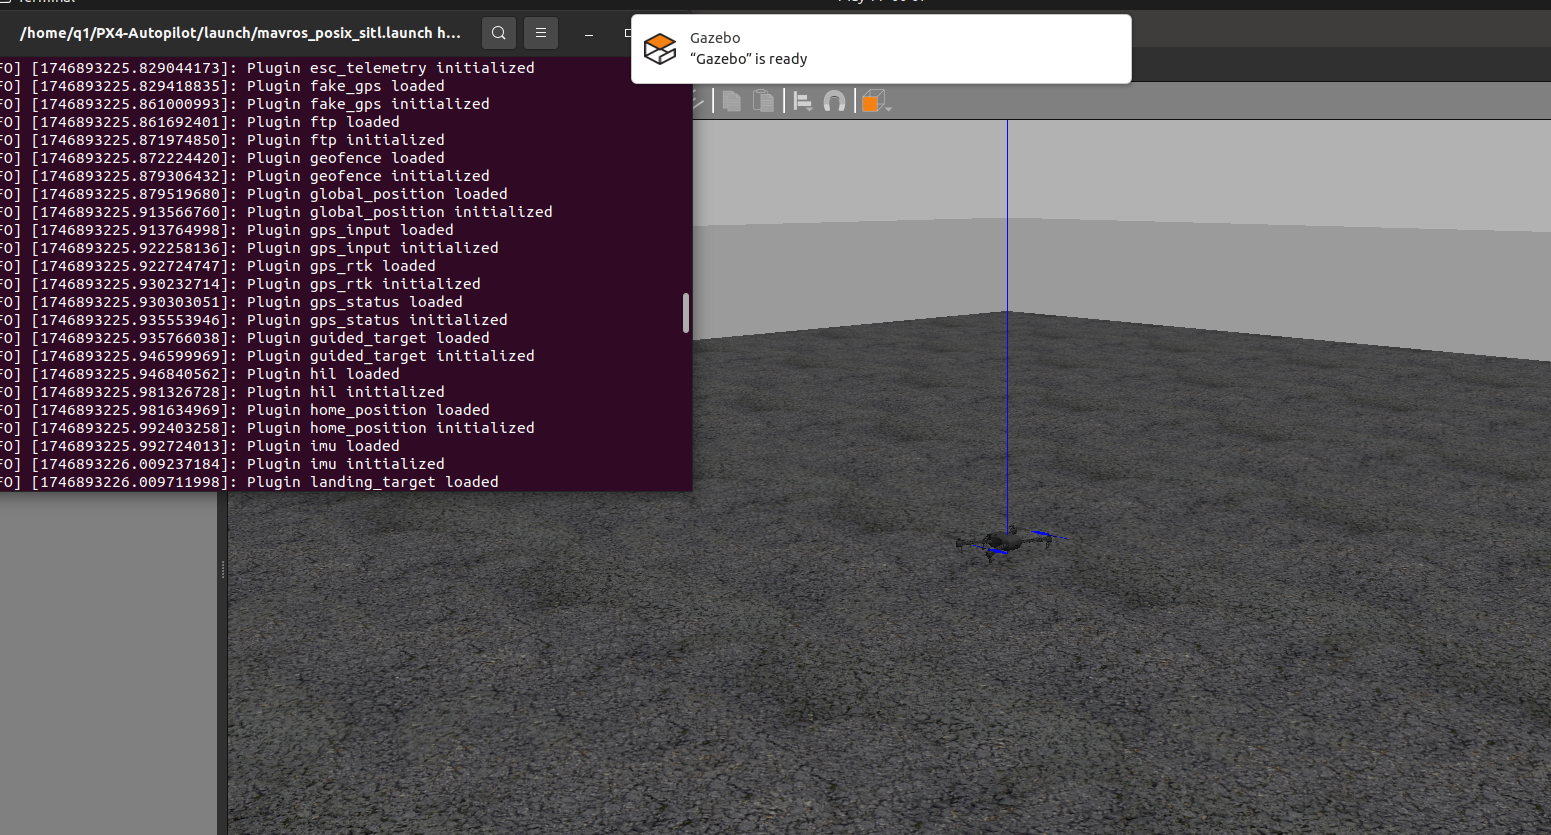 Terminal
/home/q1/PX4-Autopilot/launch/mavros_posix_sitl.launch h...
Gazebo
“Gazebo” is ready
FO] [1746893225.829044173]: Plugin esc_telemetry initialized
FO] [1746893225.829418835]: Plugin fake_gps loaded
FO] [1746893225.861000993]: Plugin fake_gps initialized
FO] [1746893225.861692401]: Plugin ftp loaded
FO] [1746893225.871974850]: Plugin ftp initialized
FO] [1746893225.872224420]: Plugin geofence loaded
FO] [1746893225.879306432]: Plugin geofence initialized
FO] [1746893225.879519680]: Plugin global_position loaded
FO] [1746893225.913566760]: Plugin global_position initialized
FO] [1746893225.913764998]: Plugin gps_input loaded
FO] [1746893225.922258136]: Plugin gps_input initialized
FO] [1746893225.922724747]: Plugin gps_rtk loaded
FO] [1746893225.930232714]: Plugin gps_rtk initialized
FO] [1746893225.930303051]: Plugin gps_status loaded
FO] [1746893225.935553946]: Plugin gps_status initialized
FO] [1746893225.935766038]: Plugin guided_target loaded
FO] [1746893225.946599969]: Plugin guided_target initialized
FO] [1746893225.946840562]: Plugin hil loaded
FO] [1746893225.981326728]: Plugin hil initialized
FO] [1746893225.981634969]: Plugin home_position loaded
FO] [1746893225.992403258]: Plugin home_position initialized
FO] [1746893225.992724013]: Plugin imu loaded
FO] [1746893226.009237184]: Plugin imu initialized
FO] [1746893226.009711998]: Plugin landing_target loaded